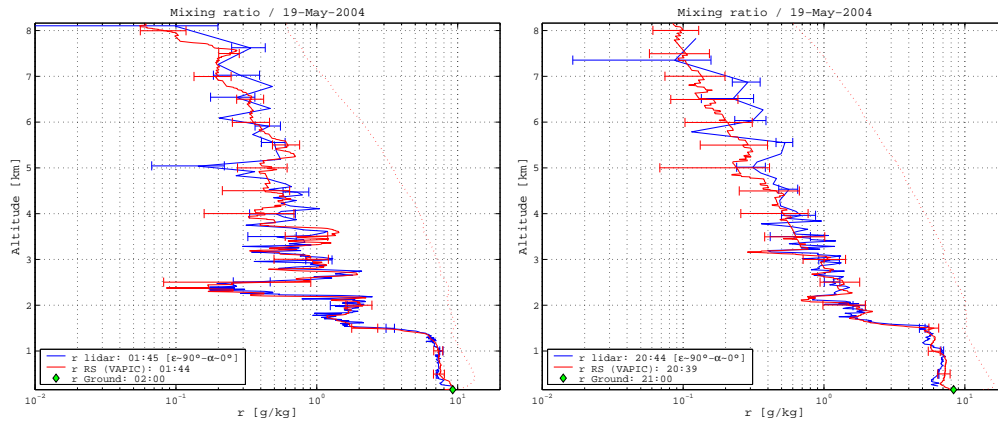 Mixing ratio / 19-May-2004
8
7
6
5
4
3
2
1
Altitude [km]
r lidar: 01:45 [ε-90°-α-0°]
r RS (VAPIC): 01:44
r Ground: 02:00
10⁻² 10⁻¹ 10⁰ 10¹
r [g/kg]
Mixing ratio / 19-May-2004
8
7
6
5
4
3
2
1
Altitude [km]
r lidar: 20:44 [ε-90°-α-0°]
r RS (VAPIC): 20:39
r Ground: 21:00
10⁻² 10⁻¹ 10⁰ 10¹
r [g/kg]